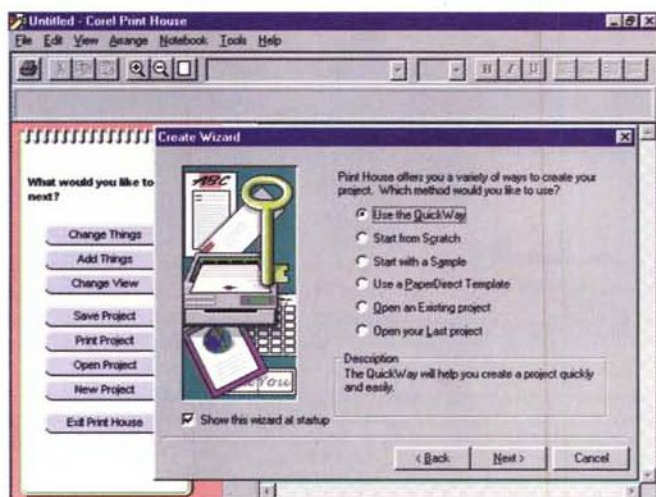 Untitled - Corel Print House
File Edit View Arrange Notebook Tools Help
B I U
What would you like to
next?
Change Things
Add Things
Change View
Save Project
Print Project
Open Project
New Project
Exit Print House
Create Wizard
ABC
You
Print House offers you a variety of ways to create your
project. Which method would you like to use?
Use the QuickWay
Start from Scratch
Start with a Sample
Use a PaperDirect Template
Open an Existing project
Open your Last project
Description
The QuickWay will help you create a project quickly
and easily.
Show this wizard at startup
< Back Next > Cancel